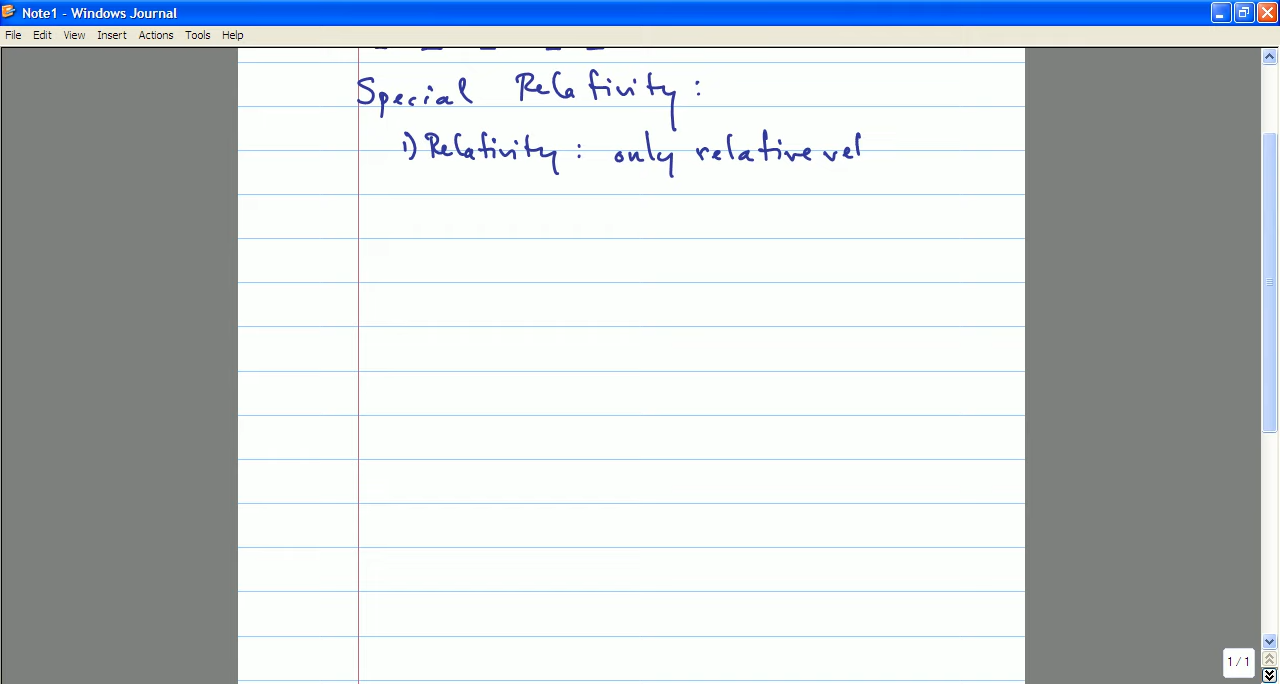 Note1 - Windows Journal
File Edit View Insert Actions Tools Help
Special Relativity :
1) Relativity : only relative vel
1 / 1